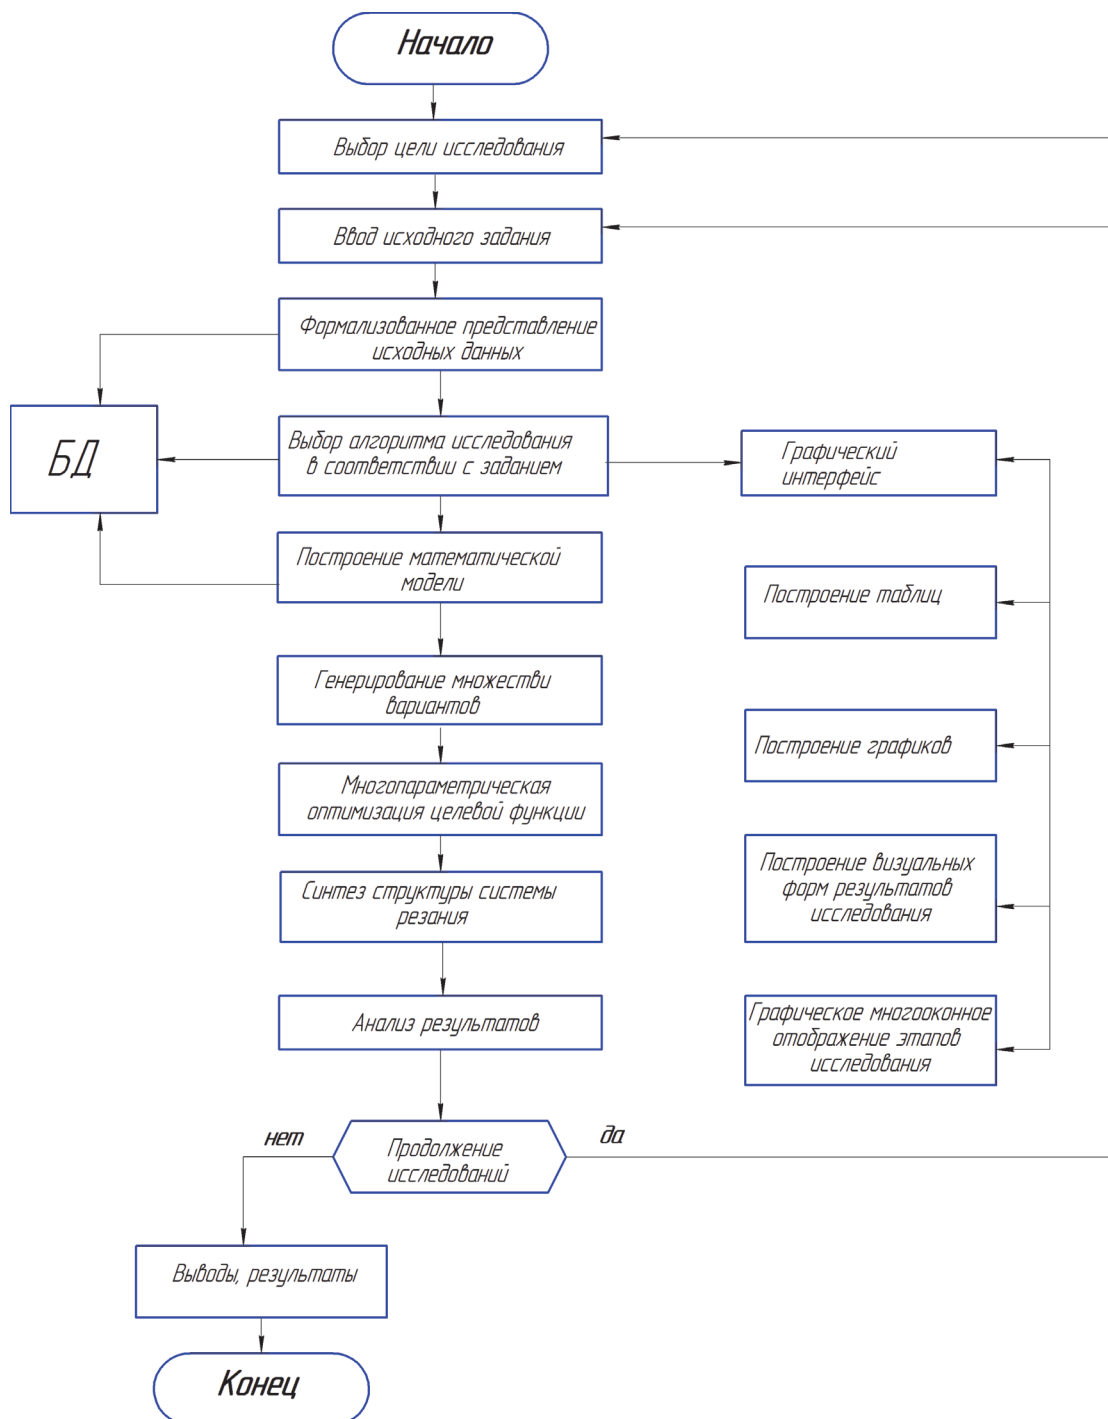 Начало
Выбор цели исследования
Ввод исходного задания
Формализованное представление
исходных данных
БД
Выбор алгоритма исследования
в соответствии с заданием
Графический
интерфейс
Построение математической
модели
Построение таблиц
Генерирование множестви
вариантов
Построение графиков
Многопараметрическая
оптимизация целевой функции
Построение визуальных
форм результатов
исследования
Синтез структуры системы
резания
Анализ результатов
Графическое многооконное
отображение этапов
исследования
нет
Продолжение
исследований
да
Выводы, результаты
Конец